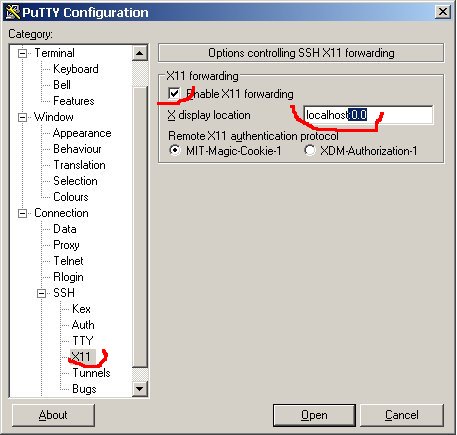 PuTTY Configuration
Category:
Terminal
Keyboard
Bell
Features
Window
Appearance
Behaviour
Translation
Selection
Colours
Connection
Data
Proxy
Telnet
Rlogin
SSH
Kex
Auth
TTY
X11
Tunnels
Bugs
Options controlling SSH X11 forwarding
X11 forwarding
Enable X11 forwarding
X display location
localhost:0.0
Remote X11 authentication protocol
MIT-Magic-Cookie-1
XDM-Authorization-1
About
Open
Cancel